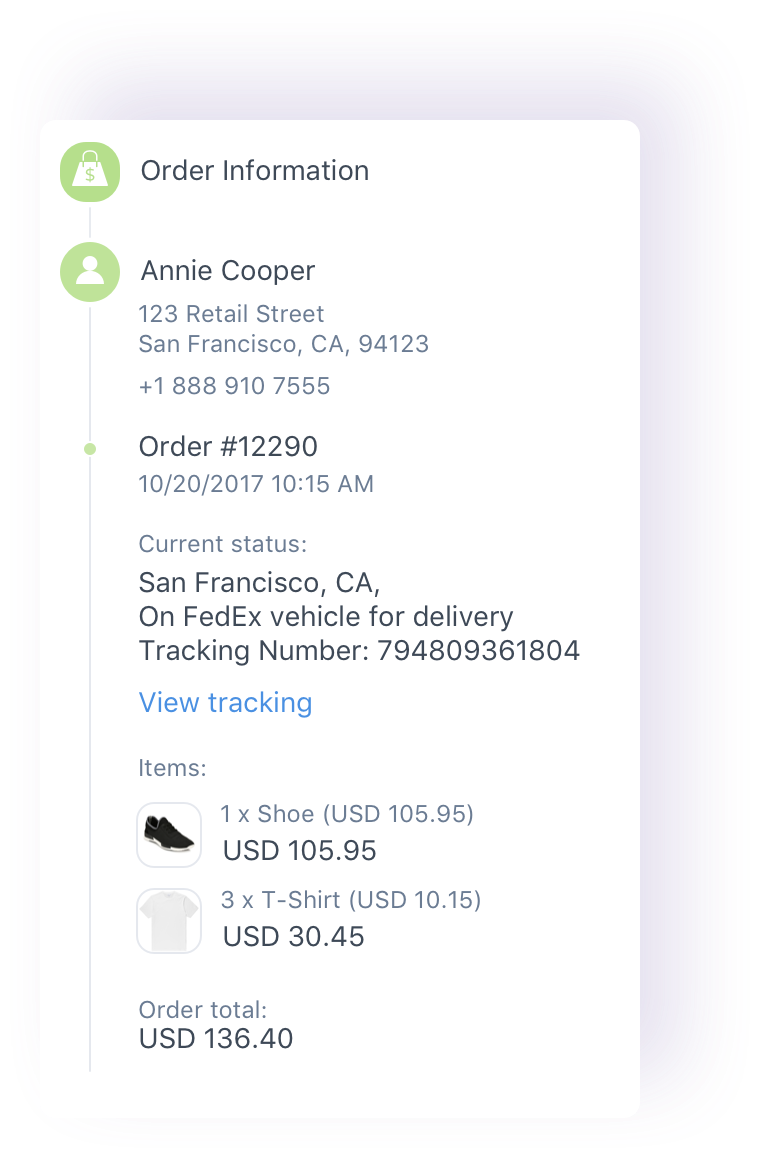 $
Order Information
Annie Cooper
123 Retail Street
San Francisco, CA, 94123
+1 888 910 7555
Order #12290
10/20/2017 10:15 AM
Current status:
San Francisco, CA,
On FedEx vehicle for delivery
Tracking Number: 794809361804
View tracking
Items:
1 x Shoe (USD 105.95)
USD 105.95
3 x T-Shirt (USD 10.15)
USD 30.45
Order total:
USD 136.40